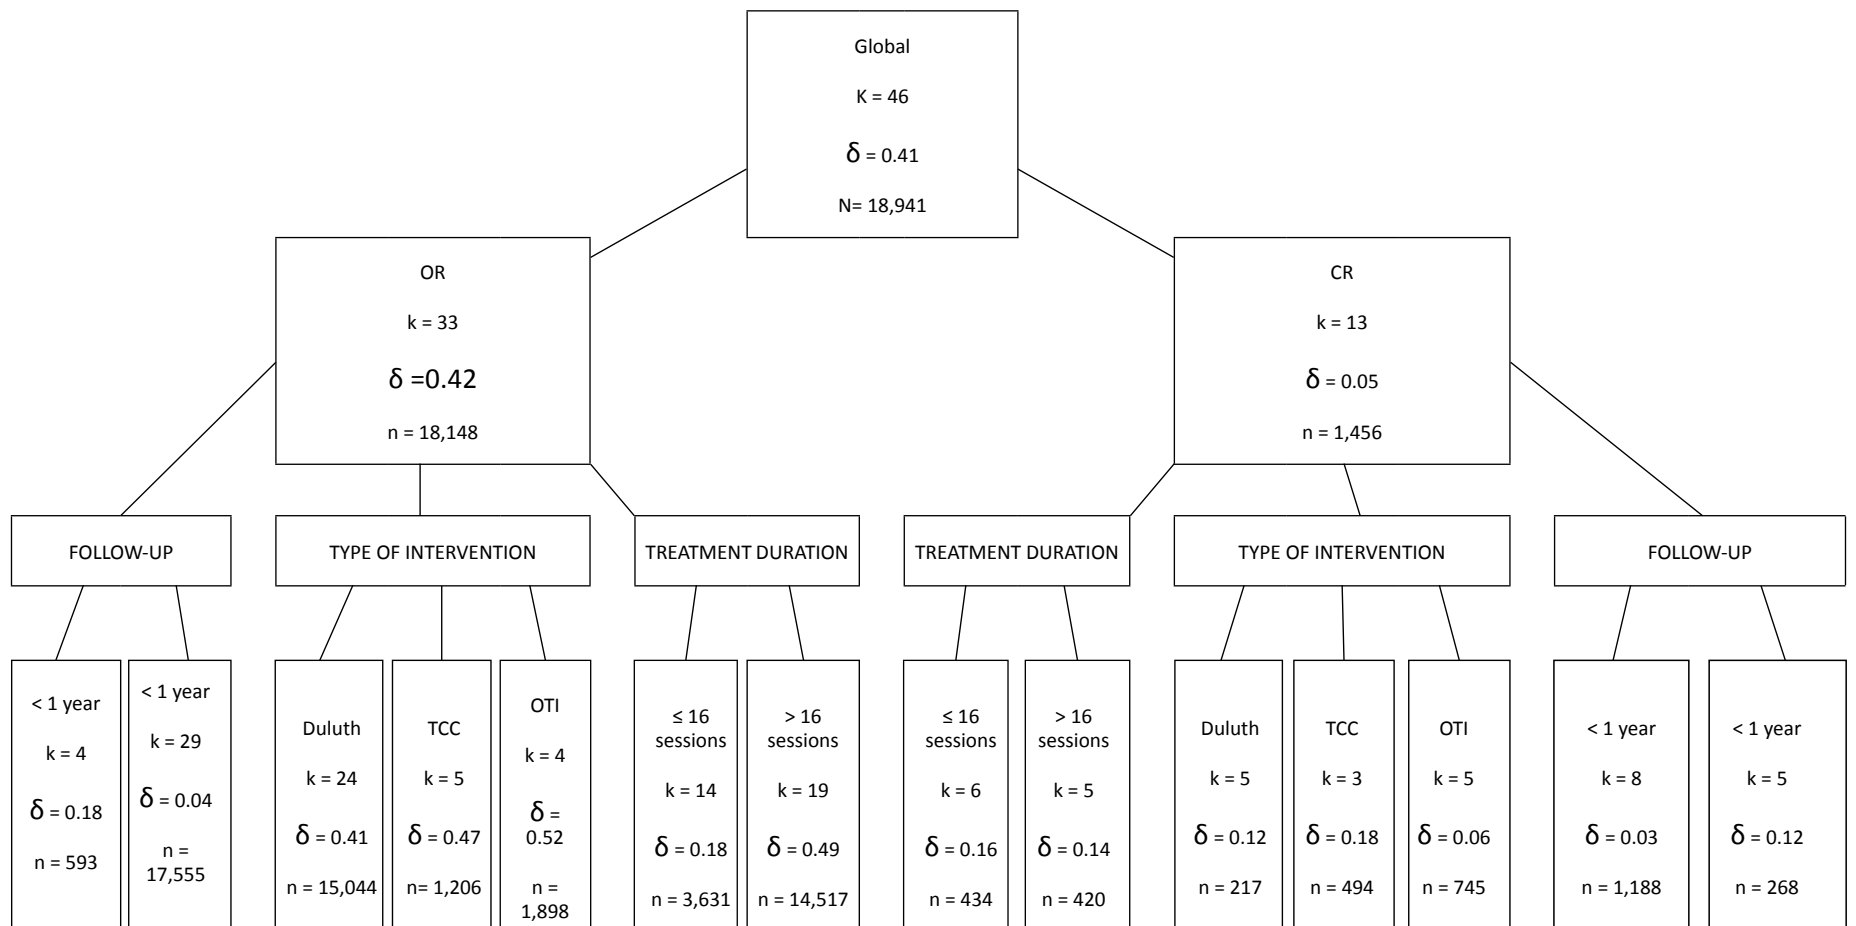 Global
K = 46
δ = 0.41
N= 18,941
OR
k = 33
δ =0.42
n = 18,148
CR
k = 13
δ = 0.05
n = 1,456
FOLLOW-UP
TYPE OF INTERVENTION
TREATMENT DURATION
TREATMENT DURATION
TYPE OF INTERVENTION
FOLLOW-UP
< 1 year
k = 4
δ = 0.18
n = 593
< 1 year
k = 29
δ = 0.04
n =
17,555
Duluth
k = 24
δ = 0.41
n = 15,044
TCC
k = 5
δ = 0.47
n= 1,206
OTI
k = 4
δ =
0.52
n =
1,898
≤ 16
sessions
k = 14
δ = 0.18
n = 3,631
> 16
sessions
k = 19
δ = 0.49
n = 14,517
≤ 16
sessions
k = 6
δ = 0.16
n = 434
> 16
sessions
k = 5
δ = 0.14
n = 420
Duluth
k = 5
δ = 0.12
n = 217
TCC
k = 3
δ = 0.18
n = 494
OTI
k = 5
δ = 0.06
n = 745
< 1 year
k = 8
δ = 0.03
n = 1,188
< 1 year
k = 5
δ = 0.12
n = 268